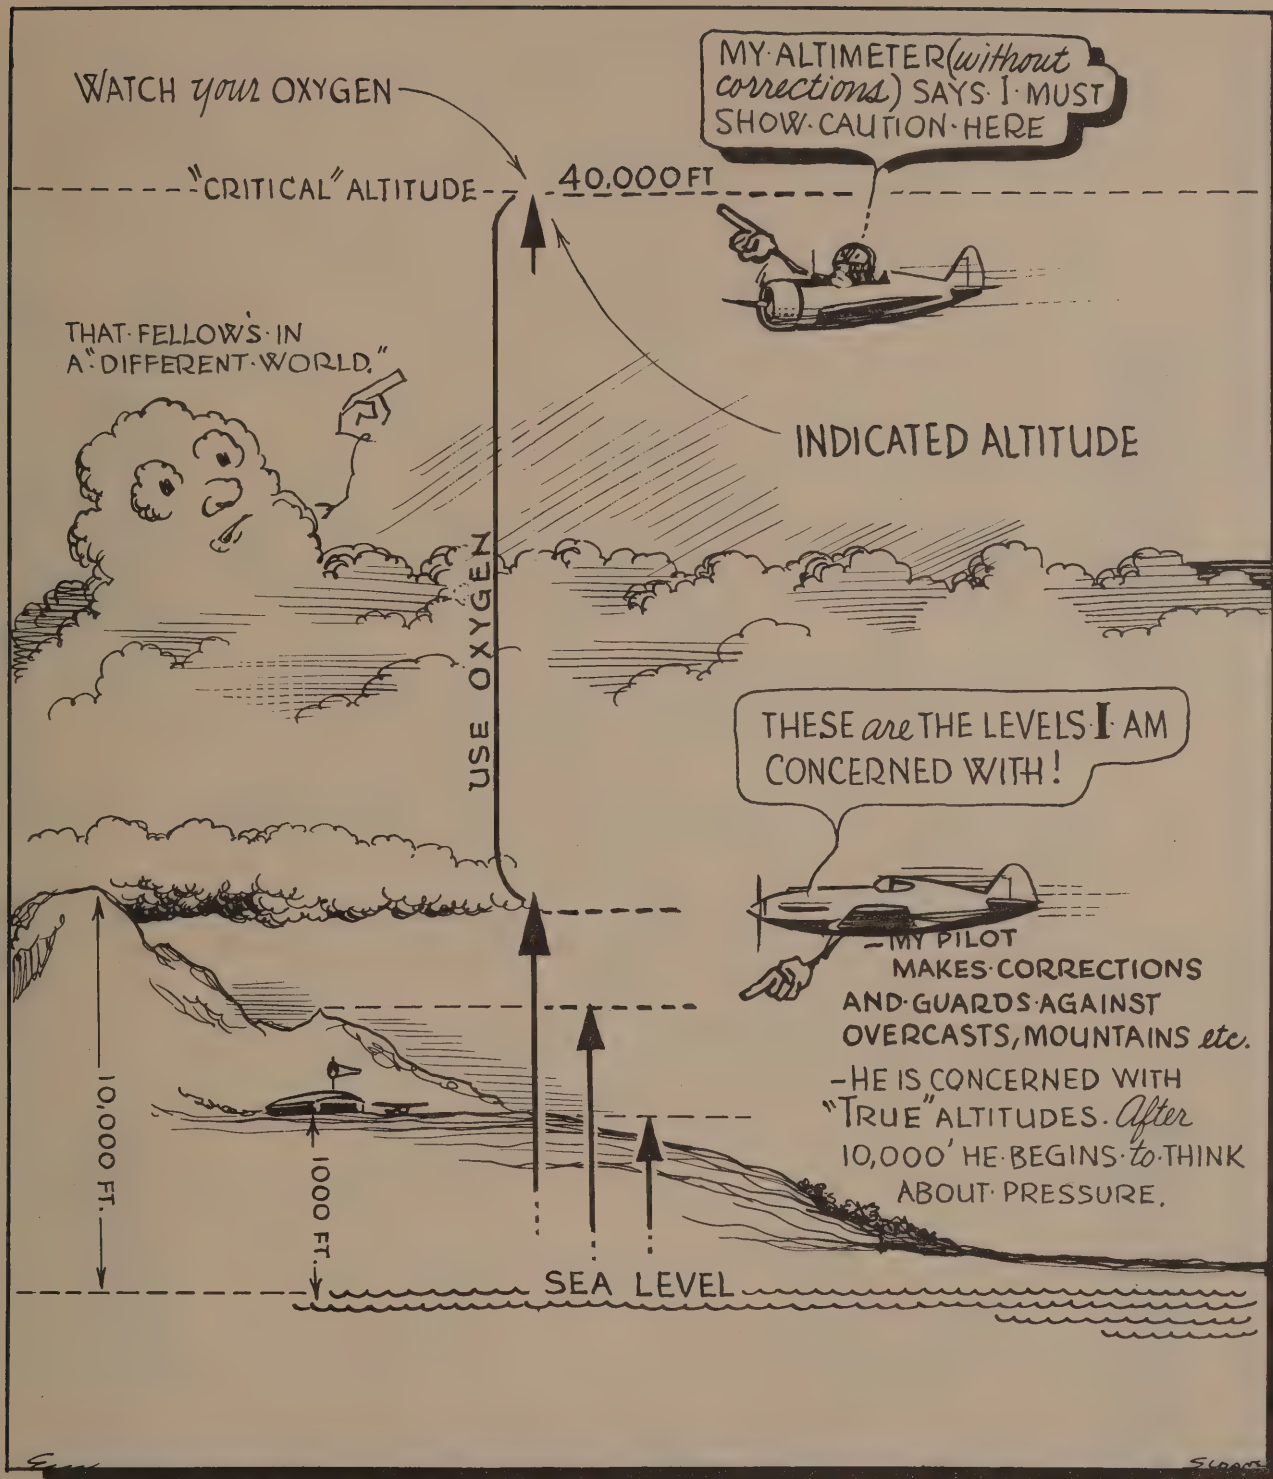 MY·ALTIMETER (without
corrections) SAYS·I·MUST
SHOW·CAUTION·HERE
WATCH your OXYGEN
"CRITICAL" ALTITUDE
40,000 FT
THAT·FELLOW'S·IN
A·"DIFFERENT·WORLD."
INDICATED ALTITUDE
USE OXYGEN
THESE are THE LEVELS·I·AM
CONCERNED WITH!
-MY PILOT
MAKES·CORRECTIONS
AND·GUARDS·AGAINST
OVERCASTS, MOUNTAINS etc.
-HE IS CONCERNED WITH
"TRUE" ALTITUDES. After
10,000' HE·BEGINS·to·THINK
ABOUT·PRESSURE.
10,000 FT.
1000 FT.
SEA LEVEL
Sloane